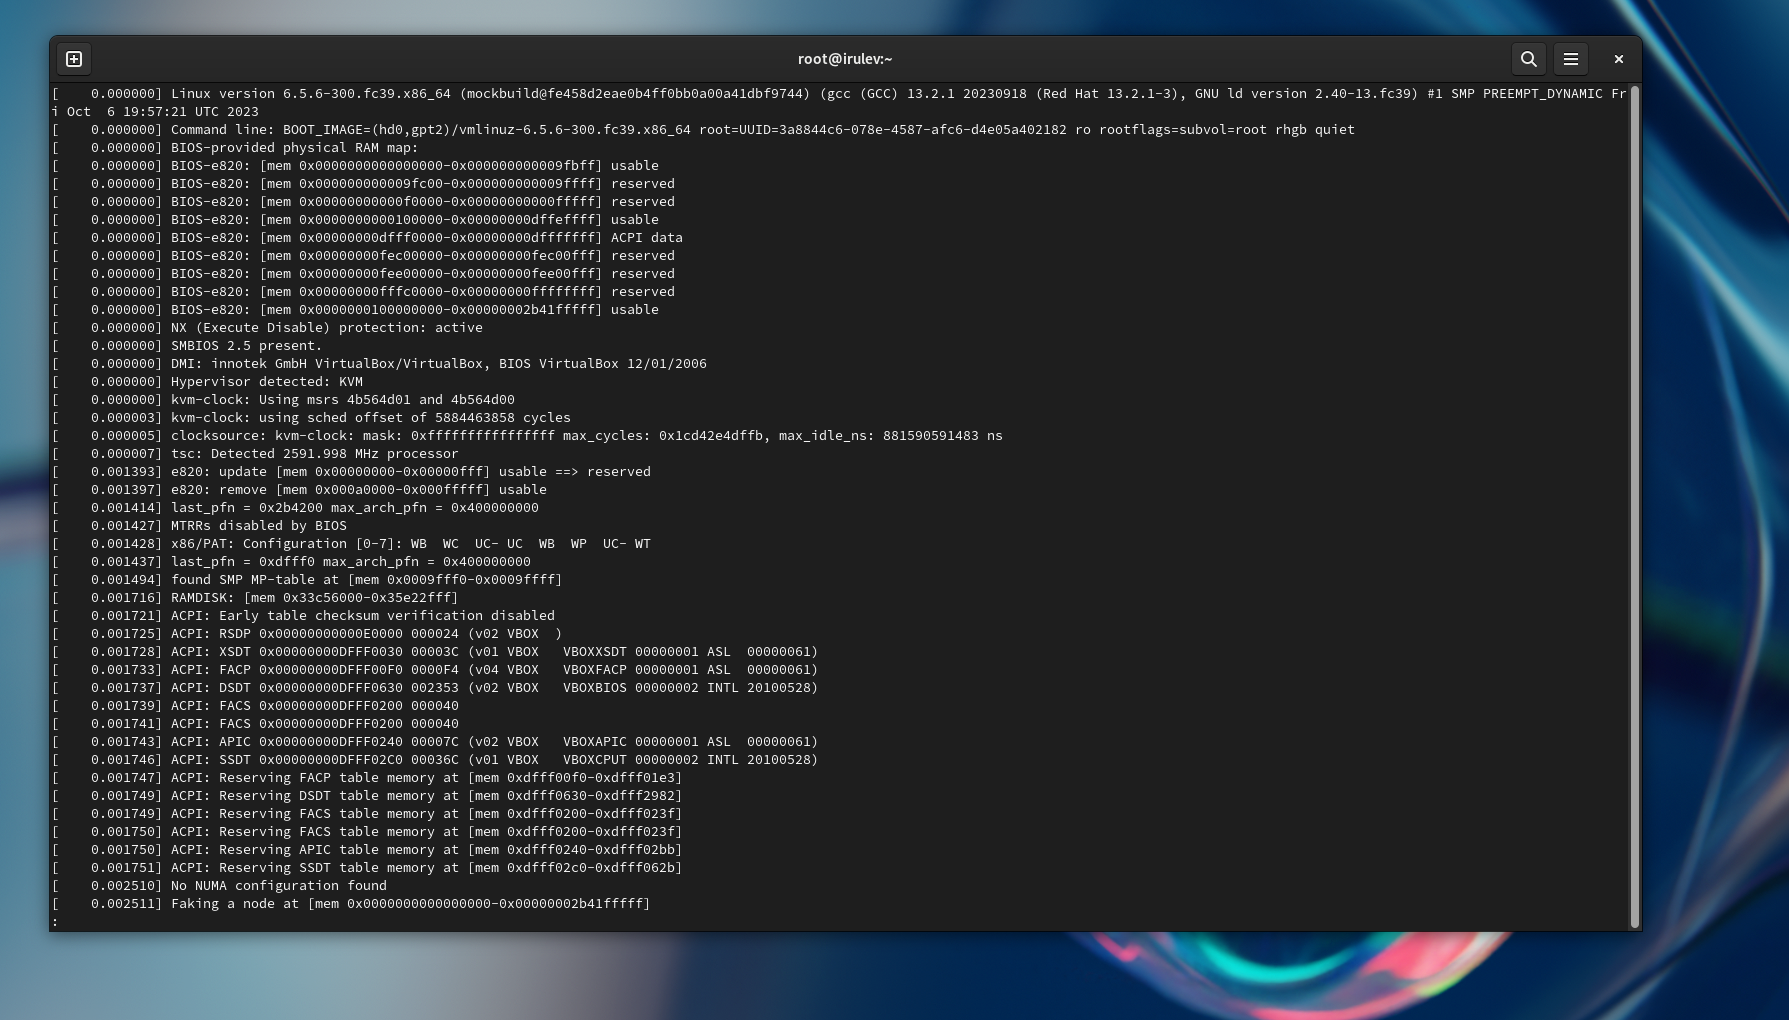 root@irulev:~
[    0.000000] Linux version 6.5.6-300.fc39.x86_64 (mockbuild@fe458d2eae0b4ff0bb0a00a41dbf9744) (gcc (GCC) 13.2.1 20230918 (Red Hat 13.2.1-3), GNU ld version 2.40-13.fc39) #1 SMP PREEMPT_DYNAMIC Fr
i Oct  6 19:57:21 UTC 2023
[    0.000000] Command line: BOOT_IMAGE=(hd0,gpt2)/vmlinuz-6.5.6-300.fc39.x86_64 root=UUID=3a8844c6-078e-4587-afc6-d4e05a402182 ro rootflags=subvol=root rhgb quiet
[    0.000000] BIOS-provided physical RAM map:
[    0.000000] BIOS-e820: [mem 0x0000000000000000-0x000000000009fbff] usable
[    0.000000] BIOS-e820: [mem 0x000000000009fc00-0x000000000009ffff] reserved
[    0.000000] BIOS-e820: [mem 0x00000000000f0000-0x00000000000fffff] reserved
[    0.000000] BIOS-e820: [mem 0x0000000000100000-0x00000000dffeffff] usable
[    0.000000] BIOS-e820: [mem 0x00000000dfff0000-0x00000000dfffffff] ACPI data
[    0.000000] BIOS-e820: [mem 0x00000000fec00000-0x00000000fec00fff] reserved
[    0.000000] BIOS-e820: [mem 0x00000000fee00000-0x00000000fee00fff] reserved
[    0.000000] BIOS-e820: [mem 0x00000000fffc0000-0x00000000ffffffff] reserved
[    0.000000] BIOS-e820: [mem 0x0000000100000000-0x00000002b41fffff] usable
[    0.000000] NX (Execute Disable) protection: active
[    0.000000] SMBIOS 2.5 present.
[    0.000000] DMI: innotek GmbH VirtualBox/VirtualBox, BIOS VirtualBox 12/01/2006
[    0.000000] Hypervisor detected: KVM
[    0.000000] kvm-clock: Using msrs 4b564d01 and 4b564d00
[    0.000003] kvm-clock: using sched offset of 5884463858 cycles
[    0.000005] clocksource: kvm-clock: mask: 0xffffffffffffffff max_cycles: 0x1cd42e4dffb, max_idle_ns: 881590591483 ns
[    0.000007] tsc: Detected 2591.998 MHz processor
[    0.001393] e820: update [mem 0x00000000-0x00000fff] usable ==> reserved
[    0.001397] e820: remove [mem 0x000a0000-0x000fffff] usable
[    0.001414] last_pfn = 0x2b4200 max_arch_pfn = 0x400000000
[    0.001427] MTRRs disabled by BIOS
[    0.001428] x86/PAT: Configuration [0-7]: WB  WC  UC- UC  WB  WP  UC- WT
[    0.001437] last_pfn = 0xdfff0 max_arch_pfn = 0x400000000
[    0.001494] found SMP MP-table at [mem 0x0009fff0-0x0009ffff]
[    0.001716] RAMDISK: [mem 0x33c56000-0x35e22fff]
[    0.001721] ACPI: Early table checksum verification disabled
[    0.001725] ACPI: RSDP 0x00000000000E0000 000024 (v02 VBOX  )
[    0.001728] ACPI: XSDT 0x00000000DFFF0030 00003C (v01 VBOX   VBOXXSDT 00000001 ASL  00000061)
[    0.001733] ACPI: FACP 0x00000000DFFF00F0 0000F4 (v04 VBOX   VBOXFACP 00000001 ASL  00000061)
[    0.001737] ACPI: DSDT 0x00000000DFFF0630 002353 (v02 VBOX   VBOXBIOS 00000002 INTL 20100528)
[    0.001739] ACPI: FACS 0x00000000DFFF0200 000040
[    0.001741] ACPI: FACS 0x00000000DFFF0200 000040
[    0.001743] ACPI: APIC 0x00000000DFFF0240 00007C (v02 VBOX   VBOXAPIC 00000001 ASL  00000061)
[    0.001746] ACPI: SSDT 0x00000000DFFF02C0 00036C (v01 VBOX   VBOXCPUT 00000002 INTL 20100528)
[    0.001747] ACPI: Reserving FACP table memory at [mem 0xdfff00f0-0xdfff01e3]
[    0.001749] ACPI: Reserving DSDT table memory at [mem 0xdfff0630-0xdfff2982]
[    0.001749] ACPI: Reserving FACS table memory at [mem 0xdfff0200-0xdfff023f]
[    0.001750] ACPI: Reserving FACS table memory at [mem 0xdfff0200-0xdfff023f]
[    0.001750] ACPI: Reserving APIC table memory at [mem 0xdfff0240-0xdfff02bb]
[    0.001751] ACPI: Reserving SSDT table memory at [mem 0xdfff02c0-0xdfff062b]
[    0.002510] No NUMA configuration found
[    0.002511] Faking a node at [mem 0x0000000000000000-0x00000002b41fffff]
: